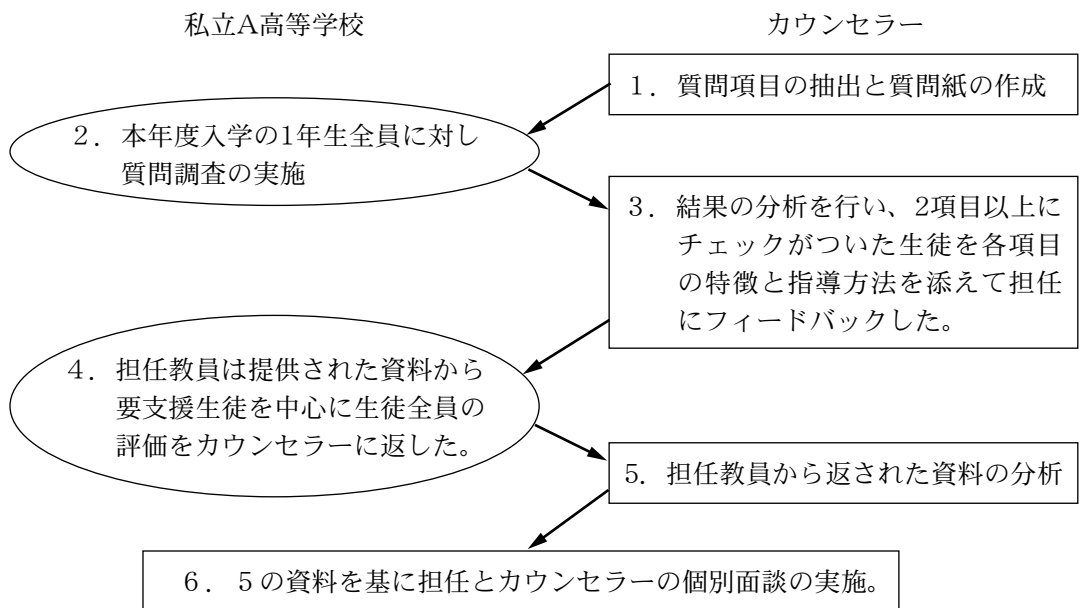 私立A高等学校
カウンセラー
1．質問項目の抽出と質問紙の作成
2．本年度入学の1年生全員に対し
質問調査の実施
3．結果の分析を行い、2項目以上に
チェックがついた生徒を各項目
の特徴と指導方法を添えて担任
にフィードバックした。
4．担任教員は提供された資料から
要支援生徒を中心に生徒全員の
評価をカウンセラーに返した。
5．担任教員から返された資料の分析
6．5の資料を基に担任とカウンセラーの個別面談の実施。